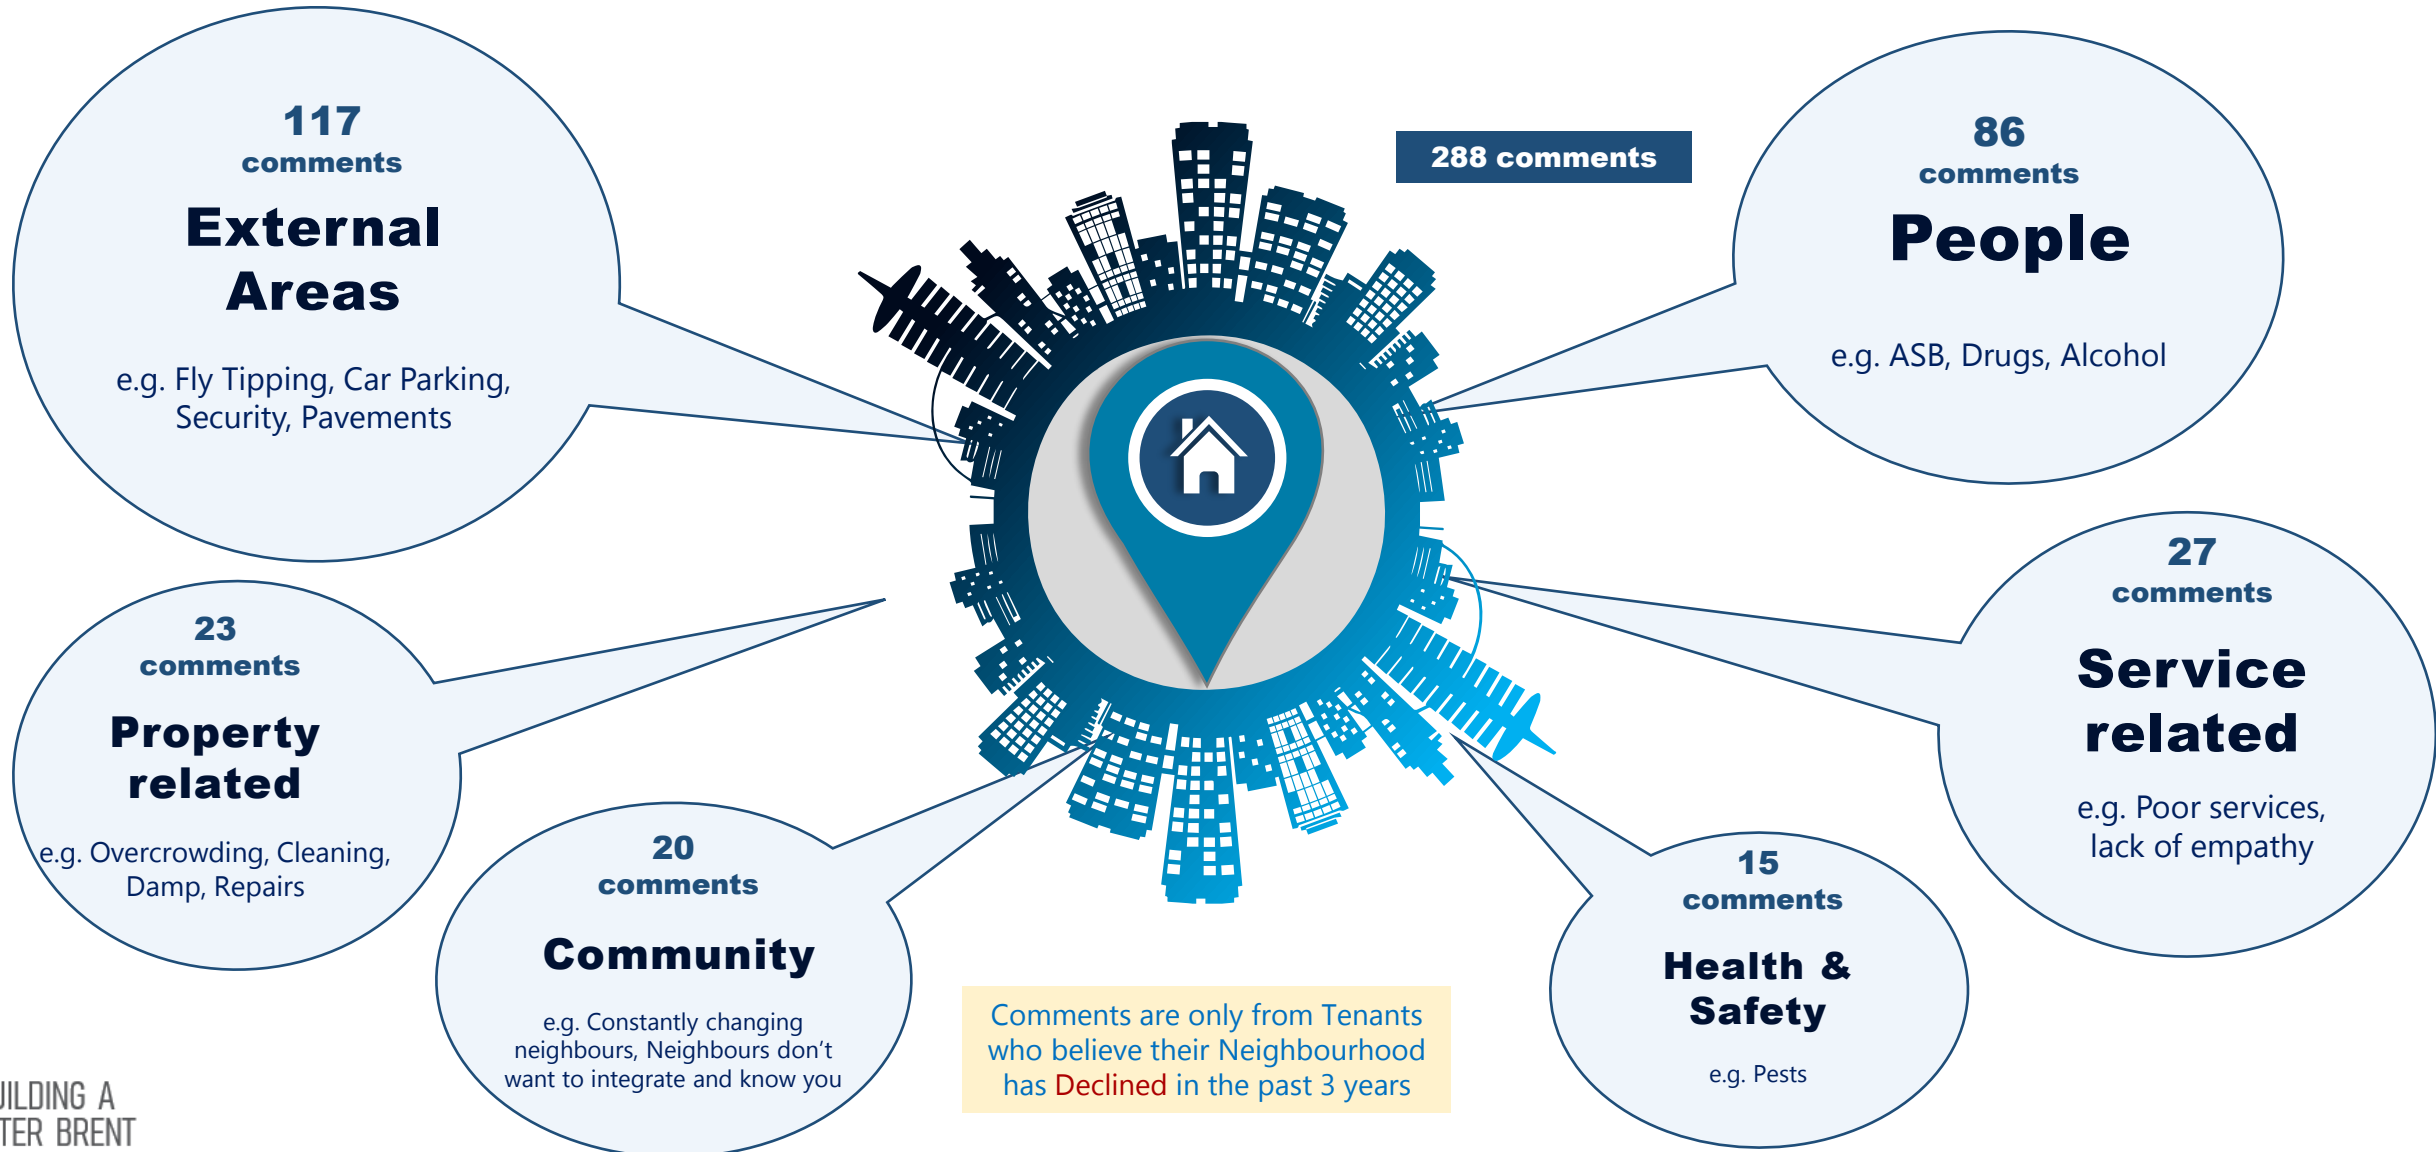 117
comments
External
Areas
e.g. Fly Tipping, Car Parking,
Security, Pavements
288 comments
86
comments
People
e.g. ASB, Drugs, Alcohol
23
comments
Property
related
e.g. Overcrowding, Cleaning,
Damp, Repairs
27
comments
Service
related
e.g. Poor services,
lack of empathy
20
comments
Community
e.g. Constantly changing
neighbours, Neighbours don't
want to integrate and know you
15
comments
Health &
Safety
e.g. Pests
Comments are only from Tenants
who believe their Neighbourhood
has Declined in the past 3 years
UILDING A
TER BRENT